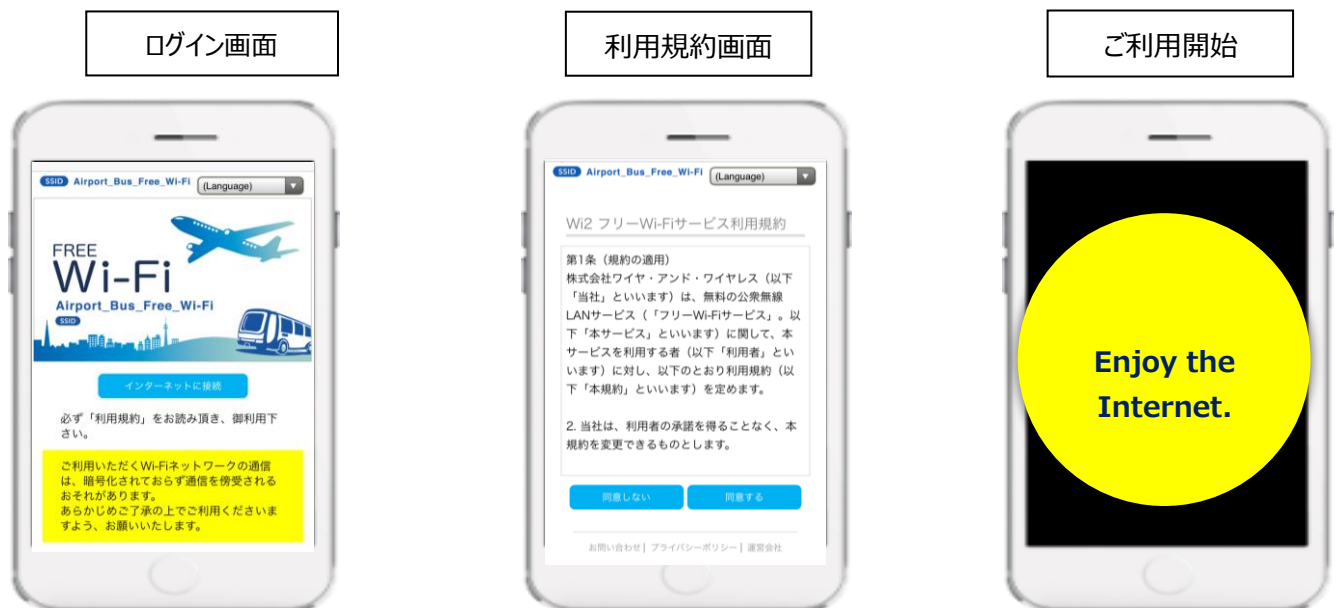 ログイン画面
利用規約画面
ご利用開始
SSID Airport_Bus_Free_Wi-Fi (Language)
FREE
Wi-Fi
Airport_Bus_Free_Wi-Fi
SSID
インターネットに接続
必ず「利用規約」をお読み頂き、御利用下
さい。
ご利用いただくWi-Fiネットワークの通信
は、暗号化されておらず通信を傍受される
おそれがあります。
あらかじめご了承の上でご利用くださいま
すよう、お願いいたします。
SSID Airport_Bus_Free_Wi-Fi (Language)
Wi2 フリーWi-Fiサービス利用規約
第1条（規約の適用）
株式会社ワイヤ・アンド・ワイヤレス（以下
「当社」といいます）は、無料の公衆無線
LANサービス（「フリーWi-Fiサービス」。以
下「本サービス」といいます）に関して、本
サービスを利用する者（以下「利用者」とい
います）に対し、以下のとおり利用規約（以
下「本規約」といいます）を定めます。
2. 当社は、利用者の承諾を得ることなく、本
規約を変更できるものとします。
同意しない 同意する
お問い合わせ| プライバシーポリシー| 運営会社
Enjoy the
Internet.